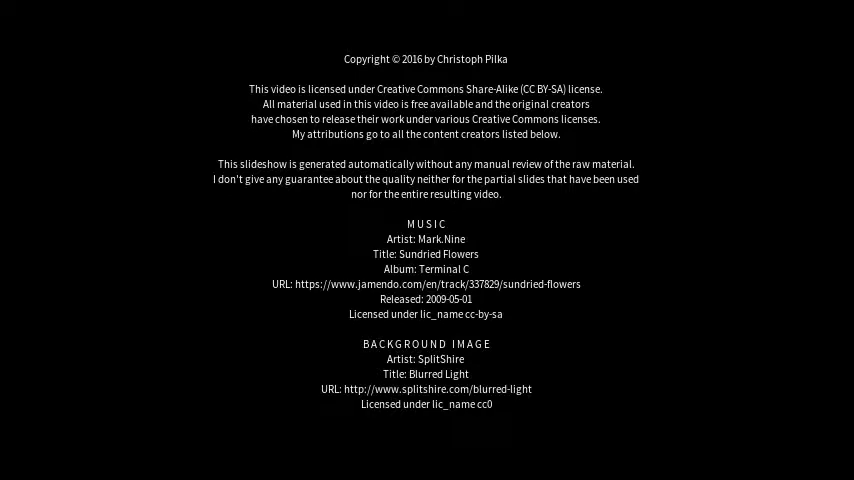 Copyright © 2016 by Christoph Pilka
This video is licensed under Creative Commons Share-Alike (CC BY-SA) license.
All material used in this video is free available and the original creators
have chosen to release their work under various Creative Commons licenses.
My attributions go to all the content creators listed below.
This slideshow is generated automatically without any manual review of the raw material.
I don't give any guarantee about the quality neither for the partial slides that have been used
nor for the entire resulting video.
MUSIC
Artist: Mark.Nine
Title: Sundried Flowers
Album: Terminal C
URL: https://www.jamendo.com/en/track/337829/sundried-flowers
Released: 2009-05-01
Licensed under lic_name cc-by-sa
BACKGROUND IMAGE
Artist: SplitShire
Title: Blurred Light
URL: http://www.splitshire.com/blurred-light
Licensed under lic_name cc0